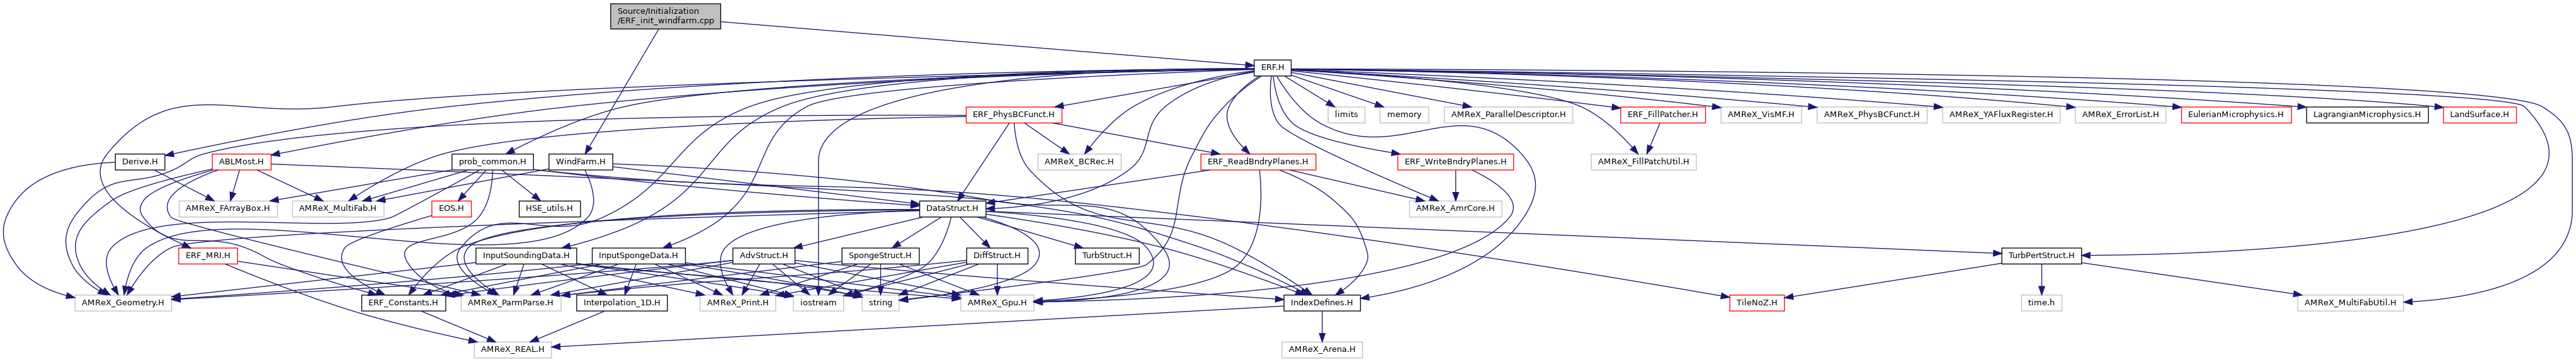 Source/Initialization
/ERF_init_windfarm.cpp
ERF.H
ERF_PhysBCFunct.H
limits
memory
AMReX_ParallelDescriptor.H
ERF_FillPatcher.H
AMReX_VisMF.H
AMReX_PhysBCFunct.H
AMReX_YAFluxRegister.H
AMReX_ErrorList.H
EulerianMicrophysics.H
LagrangianMicrophysics.H
LandSurface.H
Derive.H
ABLMost.H
prob_common.H
WindFarm.H
AMReX_BCRec.H
ERF_ReadBndryPlanes.H
ERF_WriteBndryPlanes.H
AMReX_FillPatchUtil.H
AMReX_FArrayBox.H
AMReX_MultiFab.H
EOS.H
HSE_utils.H
DataStruct.H
AMReX_AmrCore.H
ERF_MRI.H
InputSoundingData.H
InputSpongeData.H
AdvStruct.H
SpongeStruct.H
DiffStruct.H
TurbStruct.H
TurbPertStruct.H
AMReX_Geometry.H
ERF_Constants.H
AMReX_ParmParse.H
Interpolation_1D.H
AMReX_Print.H
iostream
string
AMReX_Gpu.H
IndexDefines.H
TileNoZ.H
time.h
AMReX_MultiFabUtil.H
AMReX_REAL.H
AMReX_Arena.H